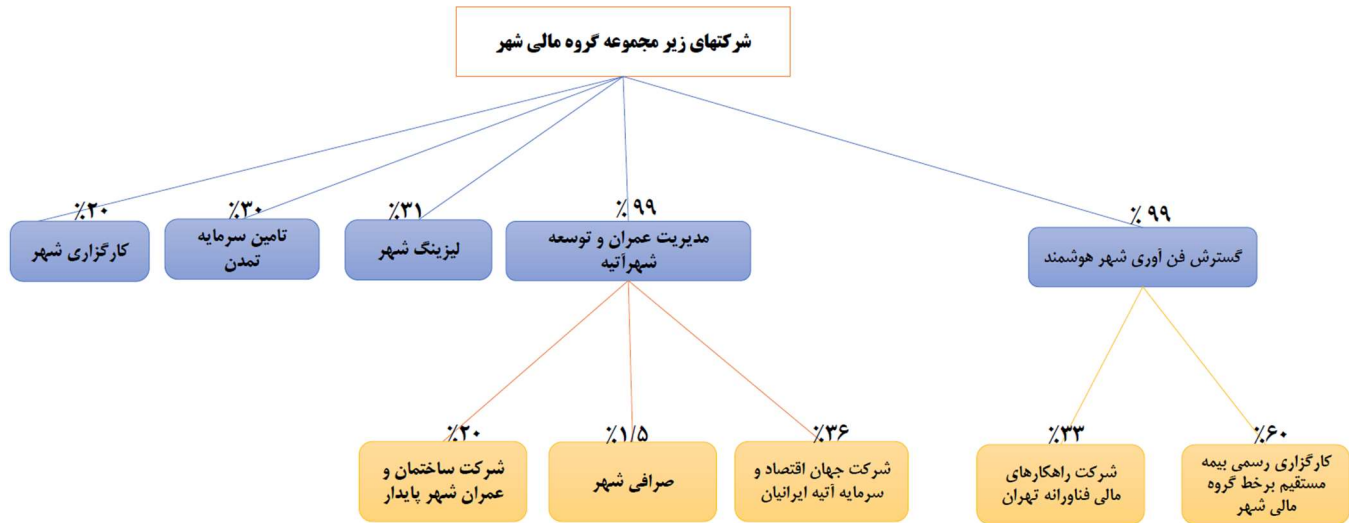 شرکتهای زیر مجموعه گروه مالی شهر
٪ ۹۹
گسترش فن آوری شهر هوشمند
٪ ۹۹
مدیریت عمران و توسعه
شهرآتیه
٪۳۱
لیزینگ شهر
٪۳۰
تامین سرمایه
تمدن
٪۲۰
کارگزاری شهر
٪۶۰
کارگزاری رسمی بیمه
مستقیم برخط گروه
مالی شهر
٪۳۳
شرکت راهکارهای
مالی فناورانه تهران
٪۳۶
شرکت جهان اقتصاد و
سرمایه آتیه ایرانیان
٪۱/۵
صرافی شهر
٪۲۰
شرکت ساختمان و
عمران شهر پایدار